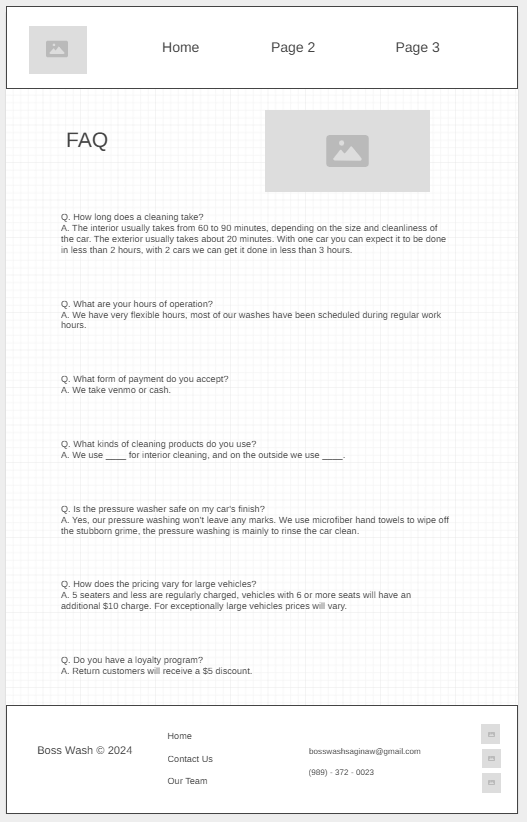 Home
Page 2
Page 3
FAQ
Q. How long does a cleaning take?
A. The interior usually takes from 60 to 90 minutes, depending on the size and cleanliness of
the car. The exterior usually takes about 20 minutes. With one car you can expect it to be done
in less than 2 hours, with 2 cars we can get it done in less than 3 hours.
Q. What are your hours of operation?
A. We have very flexible hours, most of our washes have been scheduled during regular work
hours.
Q. What form of payment do you accept?
A. We take venmo or cash.
Q. What kinds of cleaning products do you use?
A. We use ____ for interior cleaning, and on the outside we use ____.
Q. Is the pressure washer safe on my car's finish?
A. Yes, our pressure washing won't leave any marks. We use microfiber hand towels to wipe off
the stubborn grime, the pressure washing is mainly to rinse the car clean.
Q. How does the pricing vary for large vehicles?
A. 5 seaters and less are regularly charged, vehicles with 6 or more seats will have an
additional $10 charge. For exceptionally large vehicles prices will vary.
Q. Do you have a loyalty program?
A. Return customers will receive a $5 discount.
Boss Wash © 2024
Home
Contact Us
Our Team
bosswashsaginaw@gmail.com
(989) - 372 - 0023